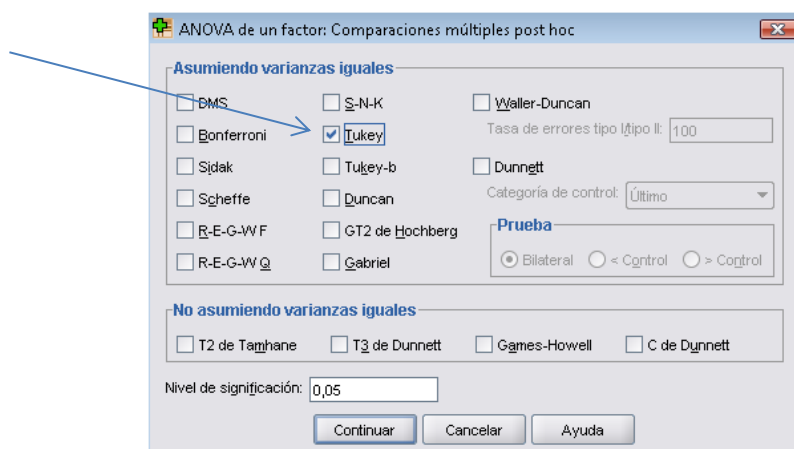 ANOVA de un factor: Comparaciones múltiples post hoc
Asumiendo varianzas iguales
DMS S-N-K Waller-Duncan
Bonferroni Tukey Tasa de errores tipo I/tipo II: 100
Sidak Tukey-b Dunnett
Scheffe Duncan Categoría de control: Último
R-E-G-W F GT2 de Hochberg Prueba
R-E-G-W Q Gabriel Bilateral < Control > Control
No asumiendo varianzas iguales
T2 de Tamhane T3 de Dunnett Games-Howell C de Dunnett
Nivel de significación: 0,05
Continuar Cancelar Ayuda